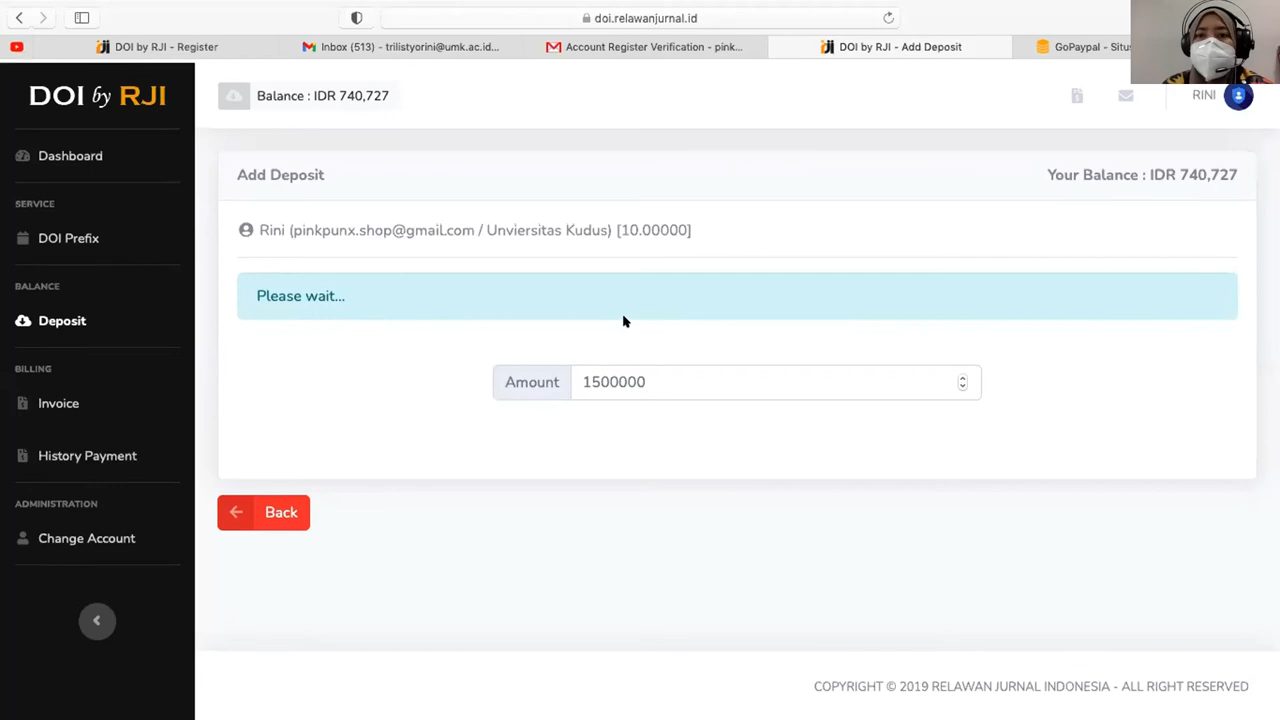 doi.relawanjurnal.id
DOI by RJI - Register
Inbox (513) - trilistyorini@umk.ac.id...
Account Register Verification - pink...
DOI by RJI - Add Deposit
GoPaypal - Situs
DOI by RJI
Balance : IDR 740,727
RINI
Dashboard
SERVICE
DOI Prefix
BALANCE
Deposit
BILLING
Invoice
History Payment
ADMINISTRATION
Change Account
Add Deposit
Your Balance : IDR 740,727
Rini (pinkpunx.shop@gmail.com / Unviersitas Kudus) [10.00000]
Please wait...
Amount 1500000
Back
COPYRIGHT © 2019 RELAWAN JURNAL INDONESIA - ALL RIGHT RESERVED